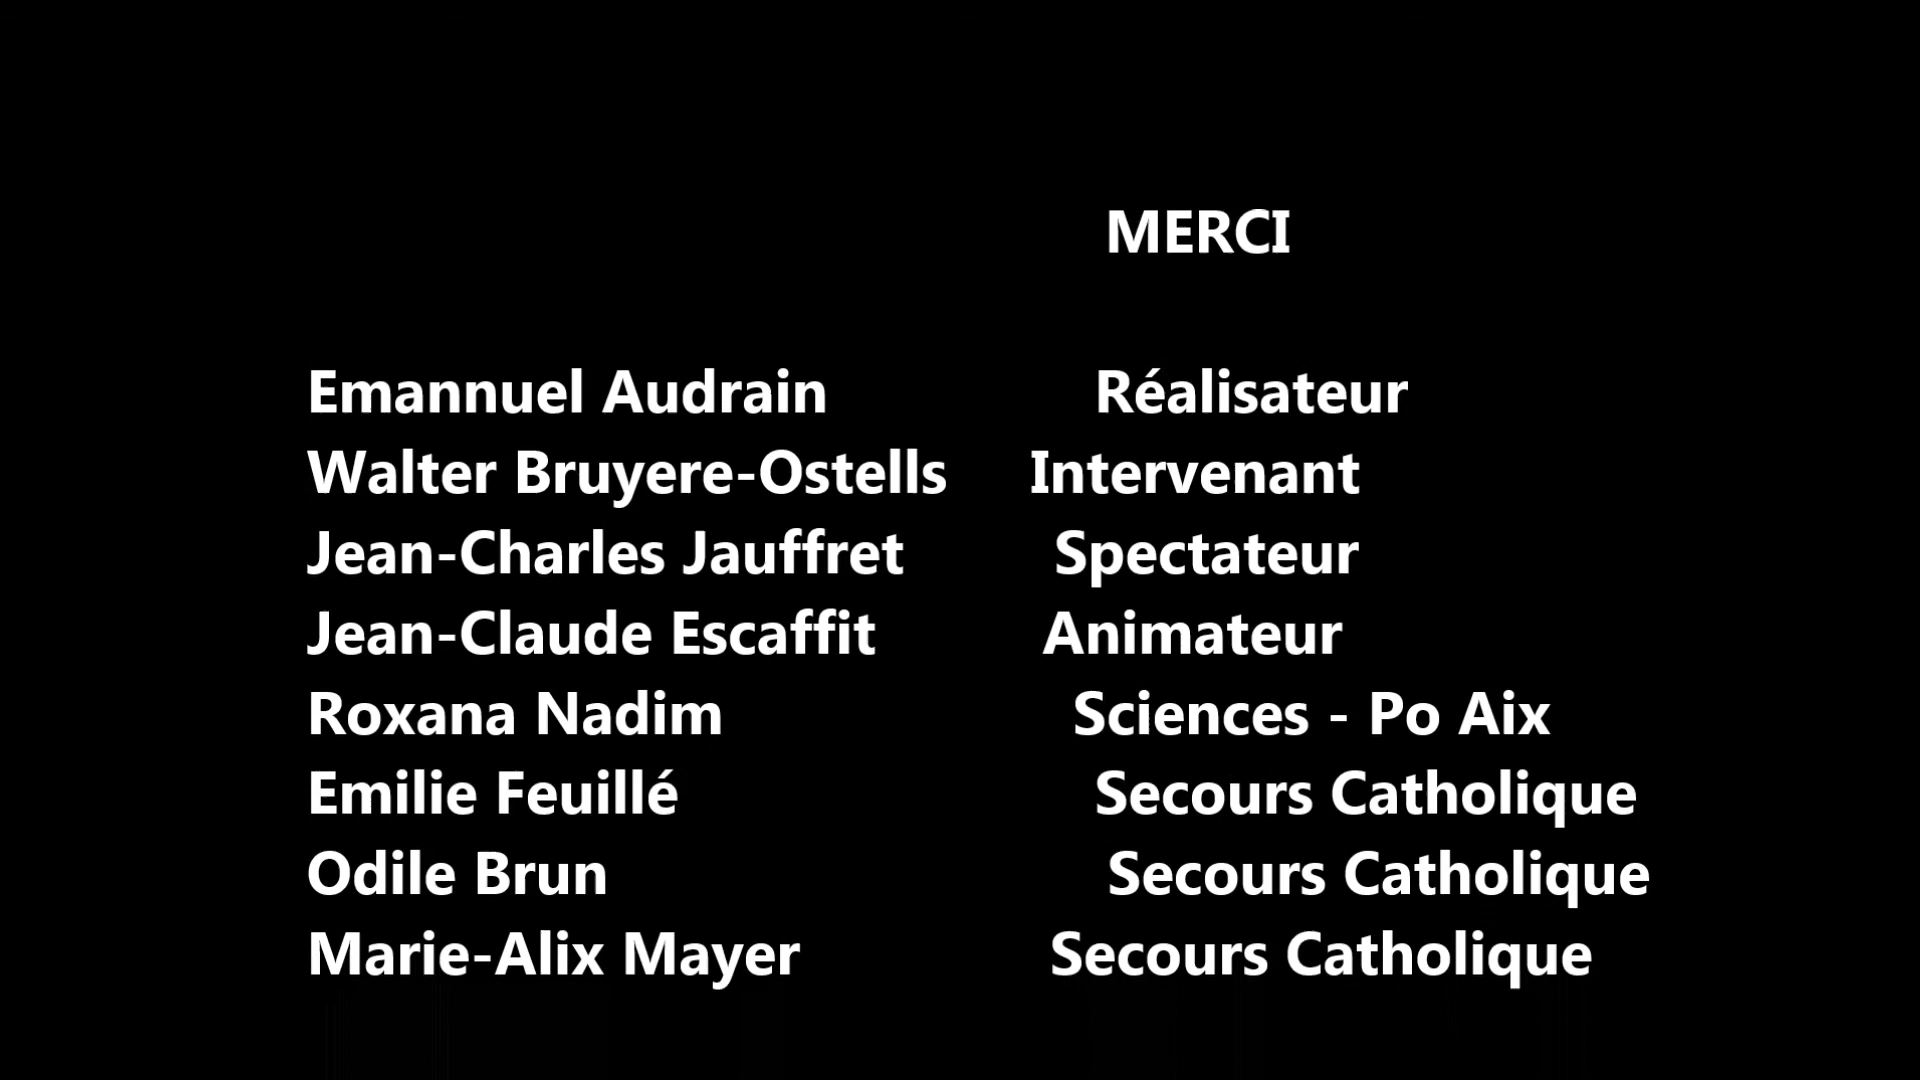 MERCI
Emannuel Audrain Réalisateur
Walter Bruyere-Ostells Intervenant
Jean-Charles Jauffret Spectateur
Jean-Claude Escaffit Animateur
Roxana Nadim Sciences - Po Aix
Emilie Feuillé Secours Catholique
Odile Brun Secours Catholique
Marie-Alix Mayer Secours Catholique